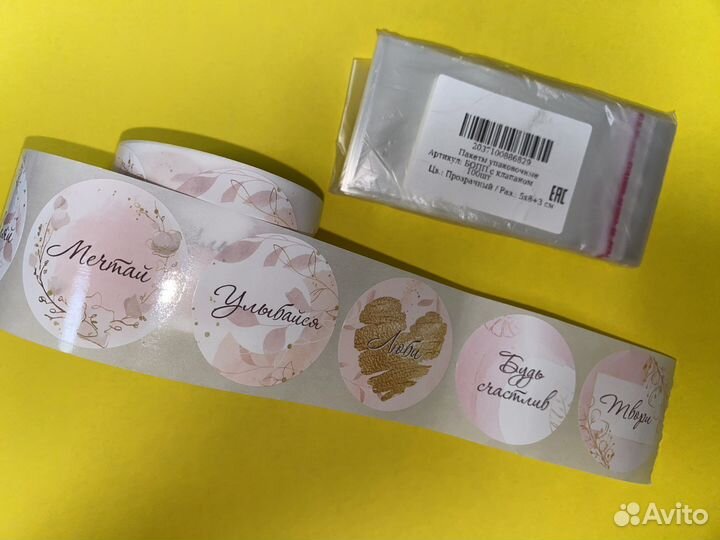 2037100886829
Пакеты упаковочные
Артикул: БОПП с клапаном
100шт
Цв.: Прозрачный / Раз.: 5x8+3 см
EAC
Мечтай
Улыбайся
Люби
Будь
счастлив
Твори
Avito